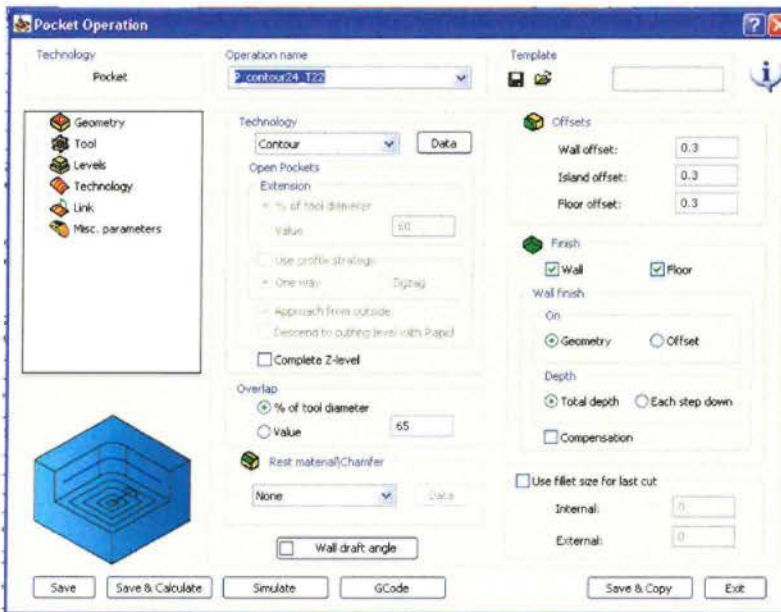 Pocket Operation
Technology
Pocket
Operation name
P_contour24_T22
Template
Geometry
Tool
Levels
Technology
Link
Misc. parameters
Technology
Contour
Data
Open Pockets
Extension
% of tool diameter
Value
60
Use profile strategy
One way
Zigzag
Approach from outside
Descend to cutting level with Rapid
Complete Z-level
Overlap
% of tool diameter
Value
65
Rest material\Chamfer
None
Data
Wall draft angle
Offsets
Wall offset:
0.3
Island offset:
0.3
Floor offset:
0.3
Finish
Wall
Floor
Wall finish
On
Geometry
Offset
Depth
Total depth
Each step down
Compensation
Use fillet size for last cut
Internal:
0
External:
0
Save
Save & Calculate
Simulate
GCode
Save & Copy
Exit